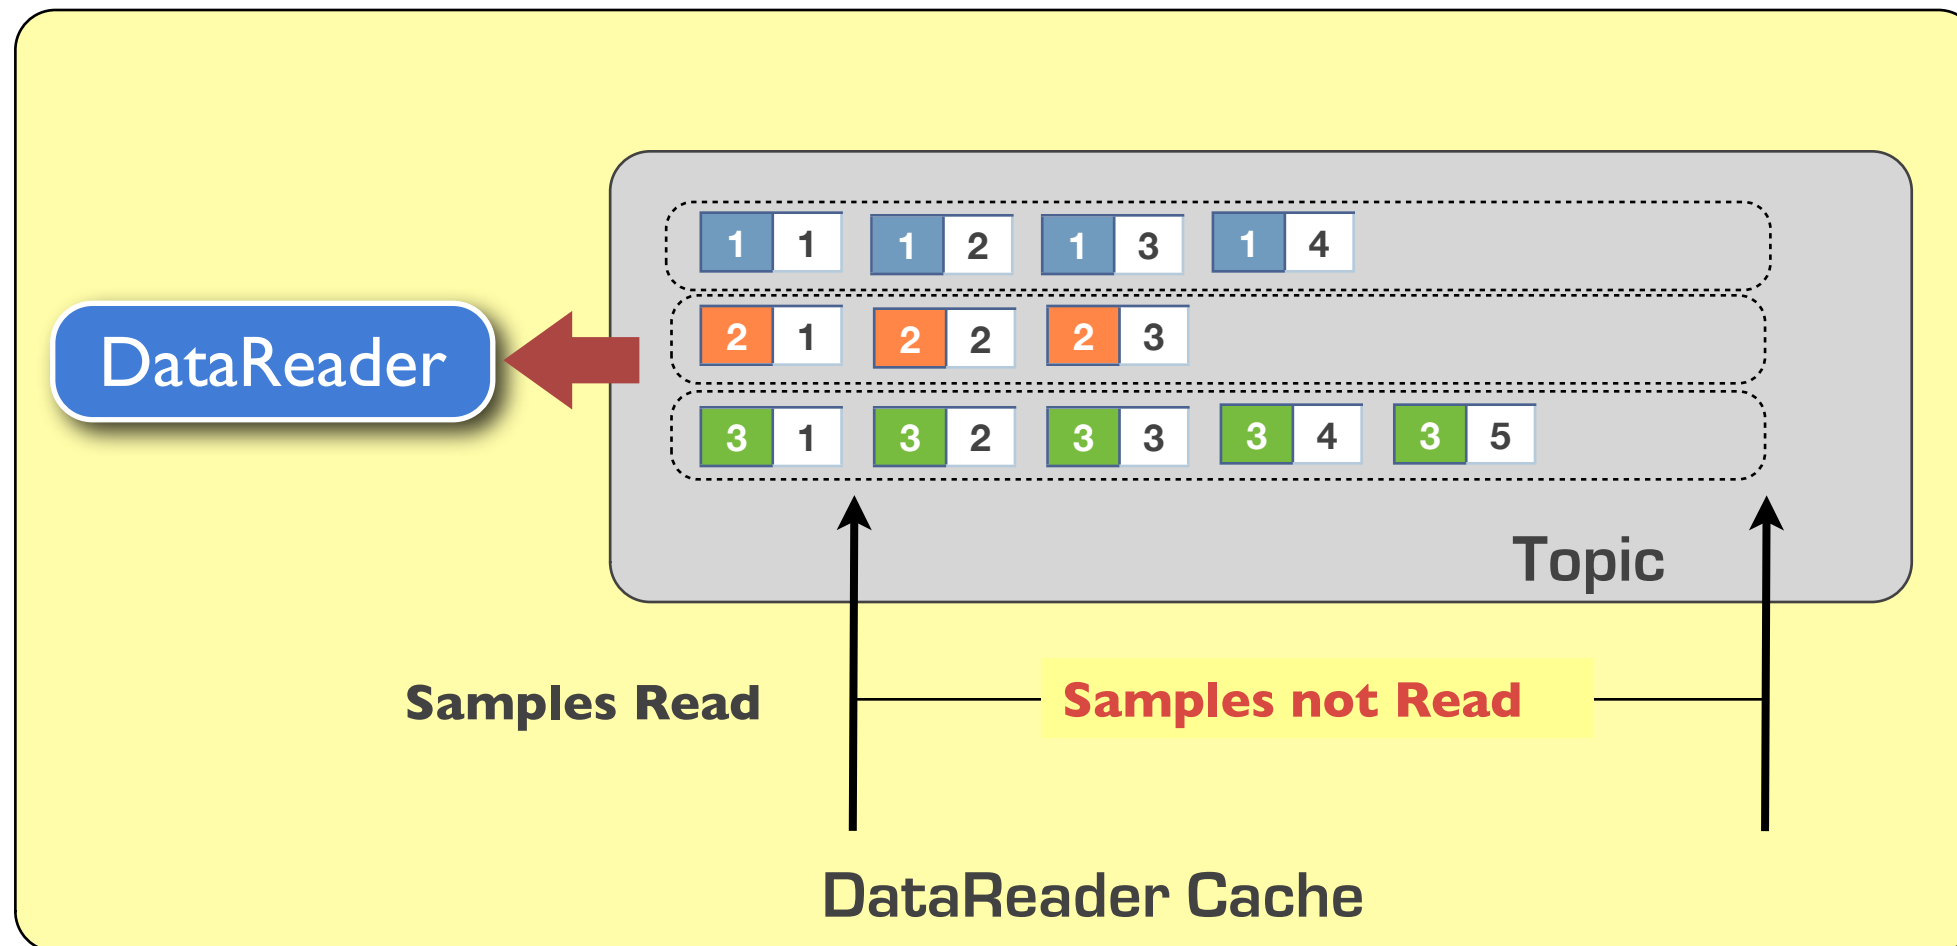 1 1 1 2 1 3 1 4
2 1 2 2 2 3
DataReader
3 1 3 2 3 3 3 4 3 5
Topic
Samples Read
Samples not Read
DataReader Cache